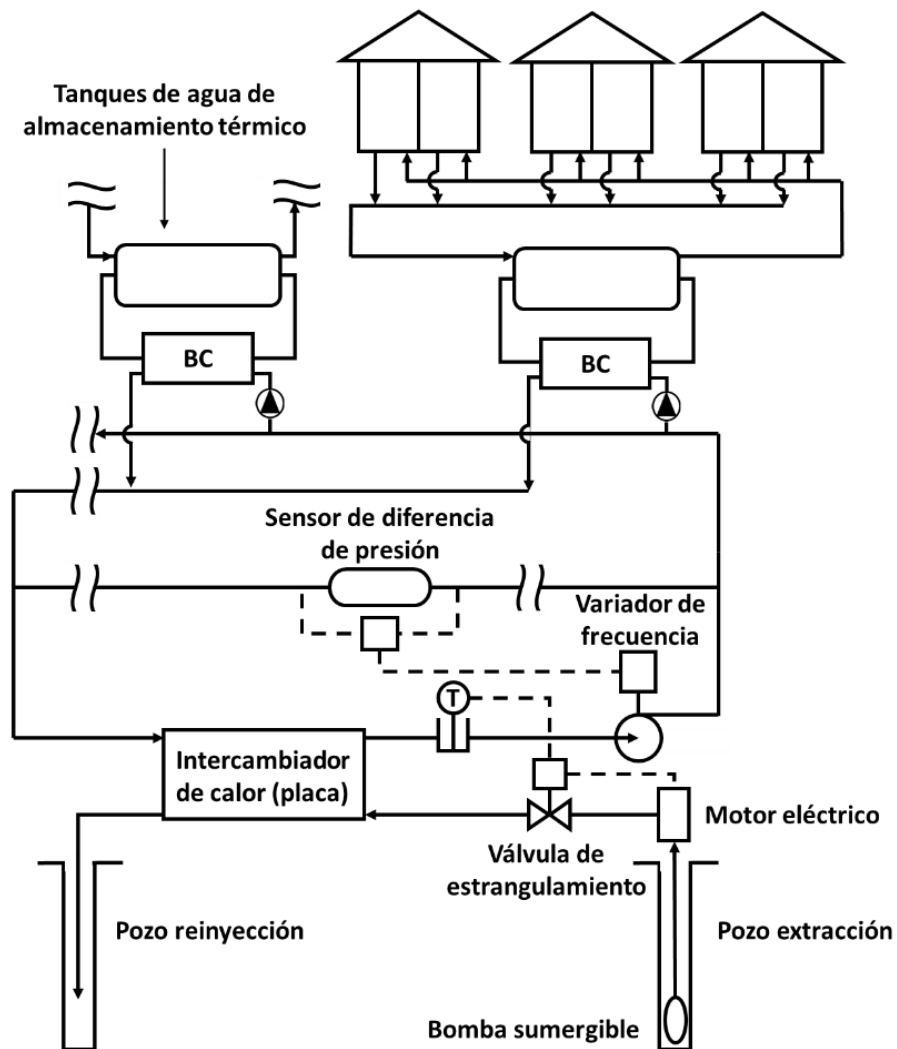 Tanques de agua de
almacenamiento térmico
BC
BC
Sensor de diferencia
de presión
Variador de
frecuencia
T
Intercambiador
de calor (placa)
Motor eléctrico
Válvula de
estrangulamiento
Pozo reinyección
Pozo extracción
Bomba sumergible